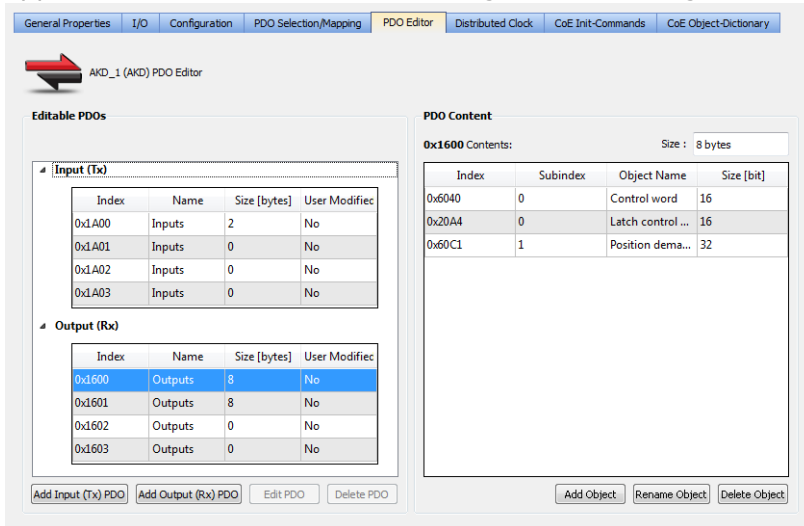 General Properties I/O Configuration PDO Selection/Mapping PDO Editor Distributed Clock CoE Init-Commands CoE Object-Dictionary
AKD_1 (AKD) PDO Editor
Editable PDOs
Input (Tx)
Index Name Size [bytes] User Modified
0x1A00 Inputs 2 No
0x1A01 Inputs 0 No
0x1A02 Inputs 0 No
0x1A03 Inputs 0 No
Output (Rx)
Index Name Size [bytes] User Modified
0x1600 Outputs 8 No
0x1601 Outputs 8 No
0x1602 Outputs 0 No
0x1603 Outputs 0 No
Add Input (Tx) PDO Add Output (Rx) PDO Edit PDO Delete PDO
PDO Content
0x1600 Contents: Size : 8 bytes
Index Subindex Object Name Size [bit]
0x6040 0 Control word 16
0x20A4 0 Latch control ... 16
0x60C1 1 Position dema... 32
Add Object Rename Object Delete Object